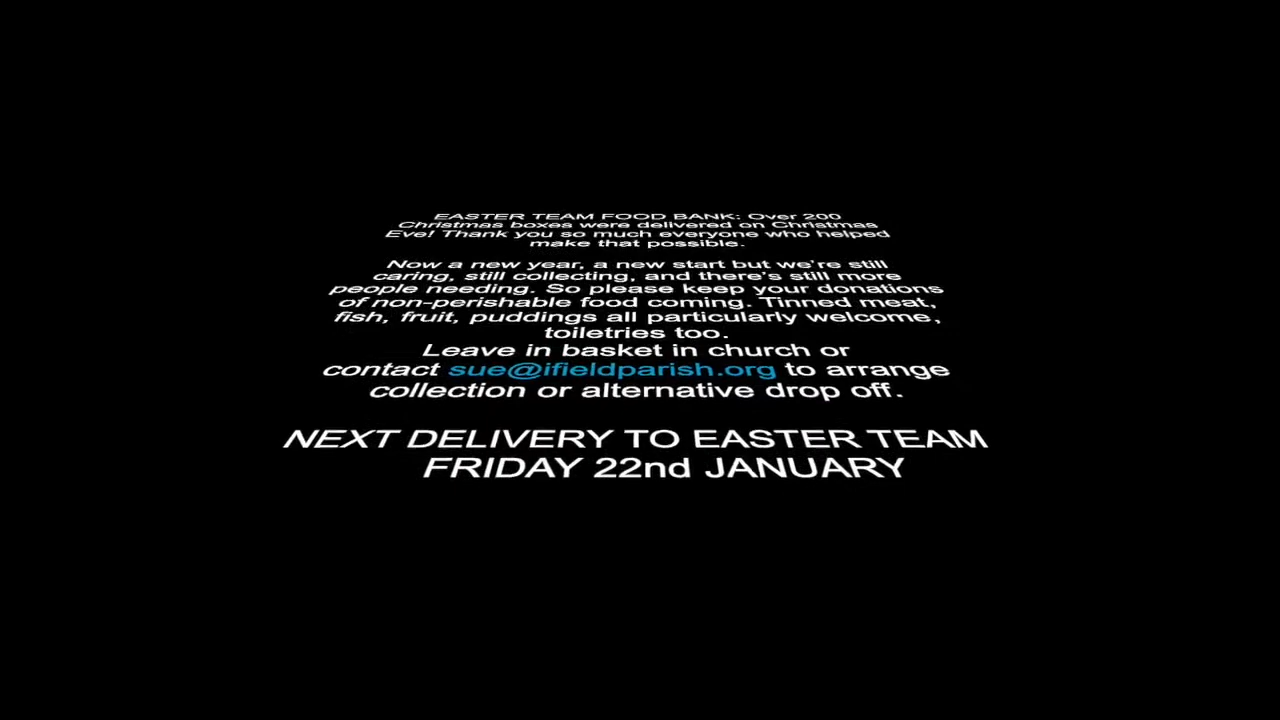 EASTER TEAM FOOD BANK: Over 200
Christmas boxes were delivered on Christmas
Eve! Thank you so much everyone who helped
make that possible.
Now a new year, a new start but we're still
caring, still collecting, and there's still more
people needing. So please keep your donations
of non-perishable food coming. Tinned meat,
fish, fruit, puddings all particularly welcome,
toiletries too.
Leave in basket in church or
contact sue@ifieldparish.org to arrange
collection or alternative drop off.
NEXT DELIVERY TO EASTER TEAM
FRIDAY 22nd JANUARY